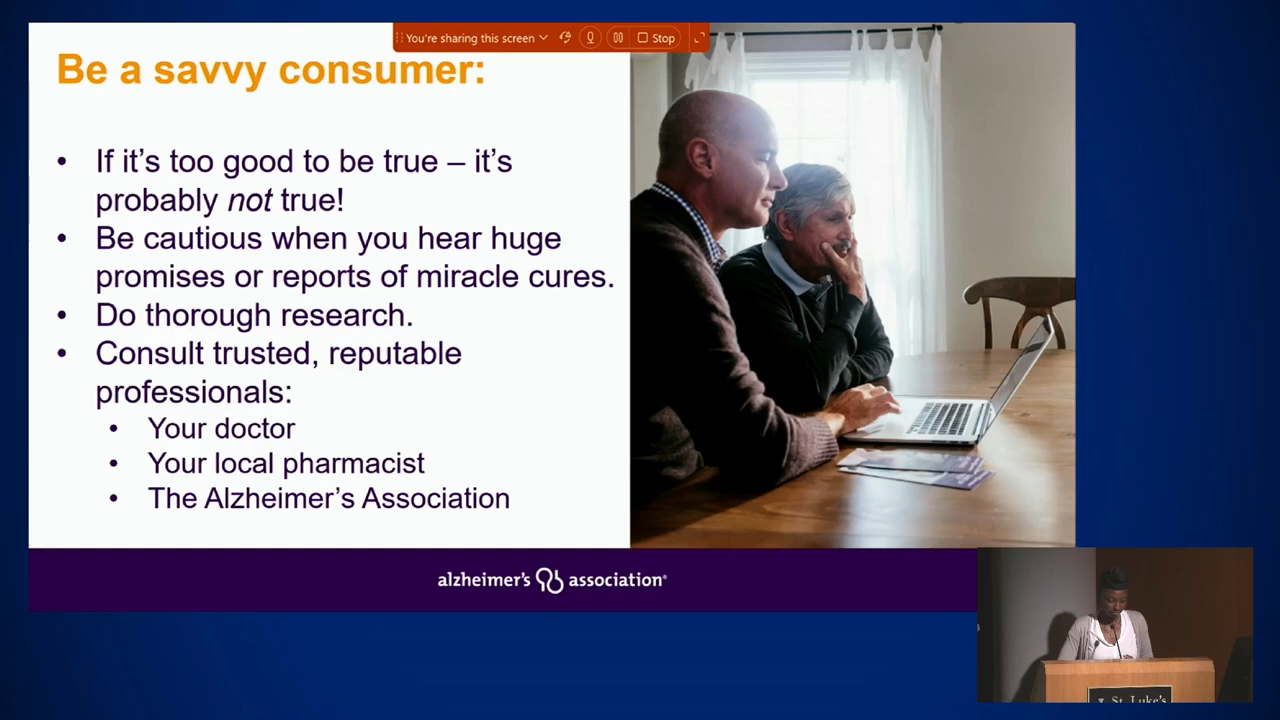 You're sharing this screen
Stop
Be a savvy consumer:
• If it's too good to be true – it's
probably not true!
• Be cautious when you hear huge
promises or reports of miracle cures.
• Do thorough research.
• Consult trusted, reputable
professionals:
• Your doctor
• Your local pharmacist
• The Alzheimer's Association
alzheimer's association®
St. Luke's